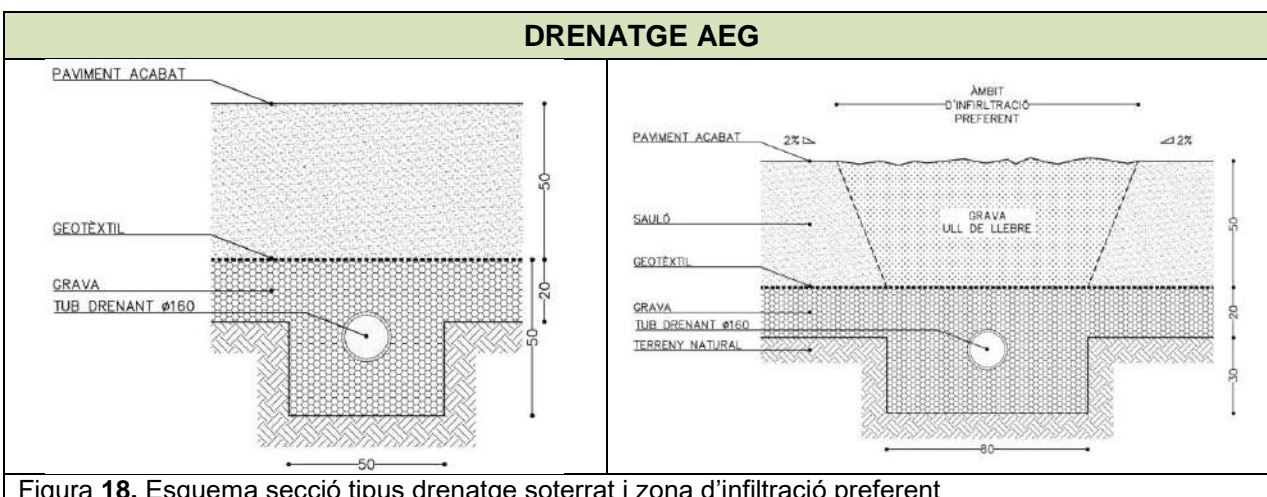 DRENATGE AEG
PAVIMENT ACABAT
GEOTÈXTIL
GRAVA
TUB DRENANT ø160
50
20
50
50
ÀMBIT
D'INFIRLTRACIÓ
PREFERENT
PAVIMENT ACABAT
2%
2%
SAULÓ
GRAVA
ULL DE LLEBRE
GEOTÈXTIL
GRAVA
TUB DRENANT ø160
TERRENY NATURAL
50
20
30
80
Figura 18. Esquema secció tipus drenatge soterrat i zona d'infiltració preferent